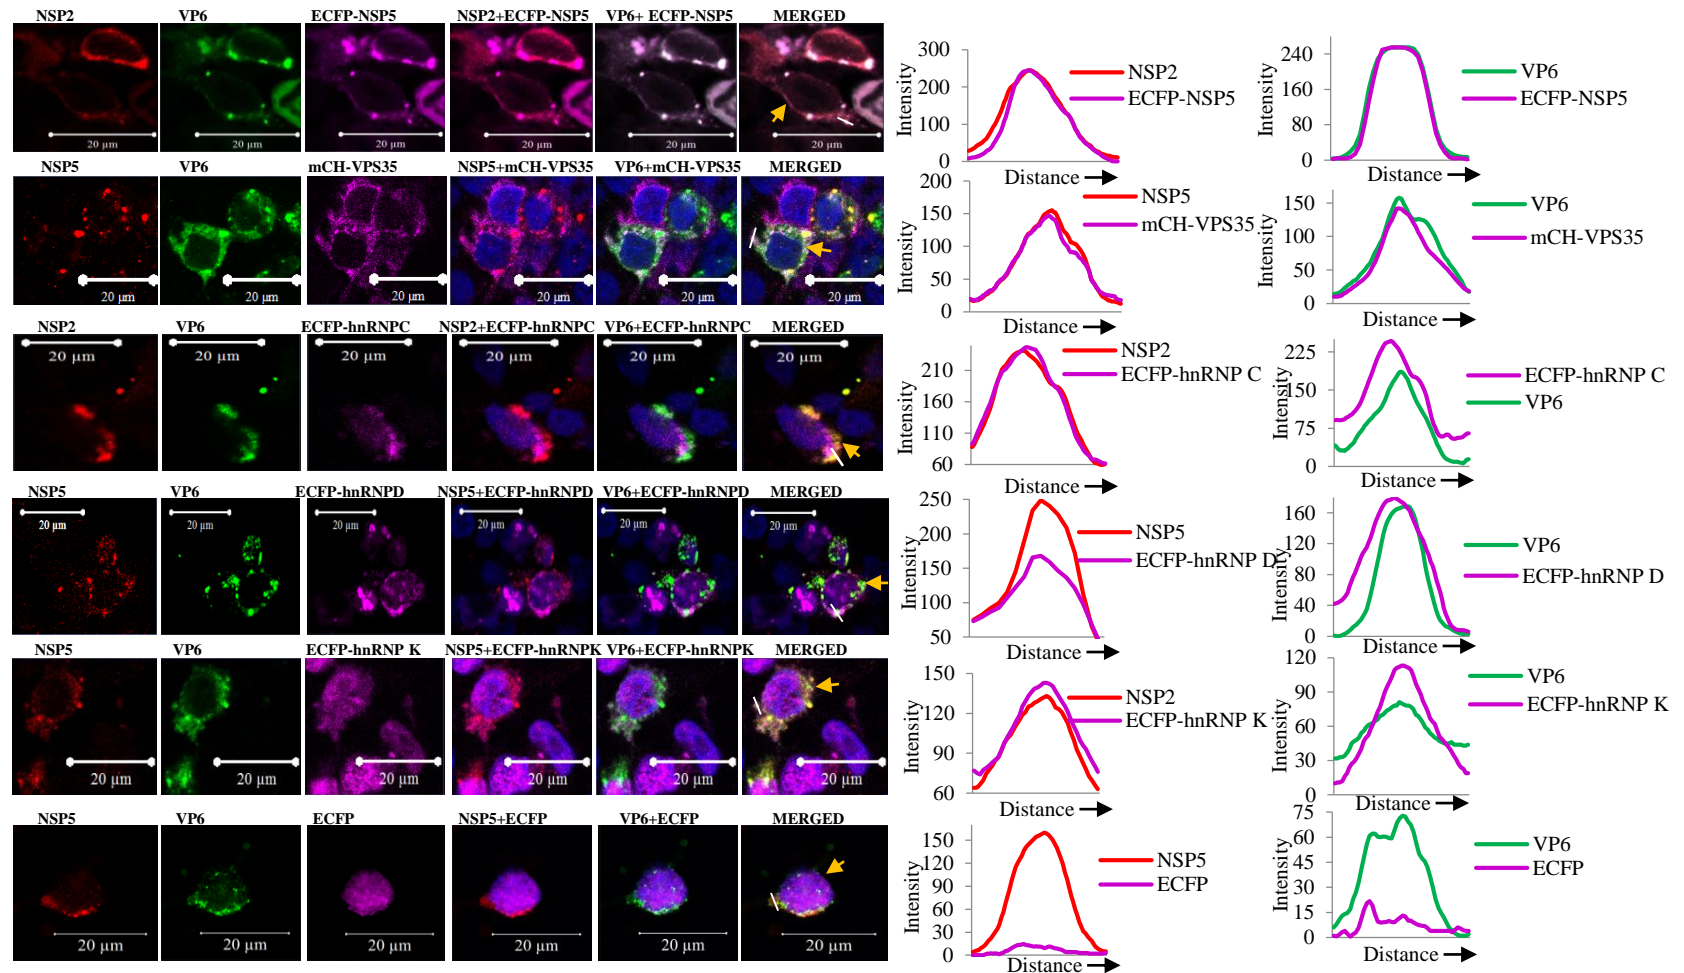 NSP2 VP6 ECFP-NSP5 NSP2+ECFP-NSP5 VP6+ ECFP-NSP5 MERGED
20 µm 20 µm 20 µm 20 µm 20 µm 20 µm
300 200 100 0 Intensity Distance NSP2 ECFP-NSP5
240 160 80 0 Intensity Distance VP6 ECFP-NSP5
NSP5 VP6 mCH-VPS35 NSP5+mCH-VPS35 VP6+mCH-VPS35 MERGED
20 µm 20 µm 20 µm 20 µm 20 µm 20 µm
200 150 100 50 0 Intensity Distance NSP5 mCH-VPS35
150 100 50 0 Intensity Distance VP6 mCH-VPS35
NSP2 VP6 ECFP-hnRNPC NSP2+ECFP-hnRNPC VP6+ECFP-hnRNPC MERGED
20 µm 20 µm 20 µm 20 µm 20 µm 20 µm
210 160 110 60 Intensity Distance NSP2 ECFP-hnRNP C
225 150 75 0 Intensity Distance ECFP-hnRNP C VP6
NSP5 VP6 ECFP-hnRNPD NSP5+ECFP-hnRNPD VP6+ECFP-hnRNPD MERGED
20 µm 20 µm 20 µm 20 µm 20 µm 20 µm
250 200 150 100 50 Intensity Distance NSP5 ECFP-hnRNP D
160 120 80 40 0 Intensity Distance VP6 ECFP-hnRNP D
NSP5 VP6 ECFP-hnRNP K NSP5+ECFP-hnRNPK VP6+ECFP-hnRNPK MERGED
20 µm 20 µm 20 µm 20 µm 20 µm 20 µm
150 120 90 60 Intensity Distance NSP2 ECFP-hnRNP K
120 90 60 30 0 Intensity Distance VP6 ECFP-hnRNP K
NSP5 VP6 ECFP NSP5+ECFP VP6+ECFP MERGED
20 µm 20 µm 20 µm 20 µm 20 µm 20 µm
150 120 90 60 30 0 Intensity Distance NSP5 ECFP
75 60 45 30 15 0 Intensity Distance VP6 ECFP